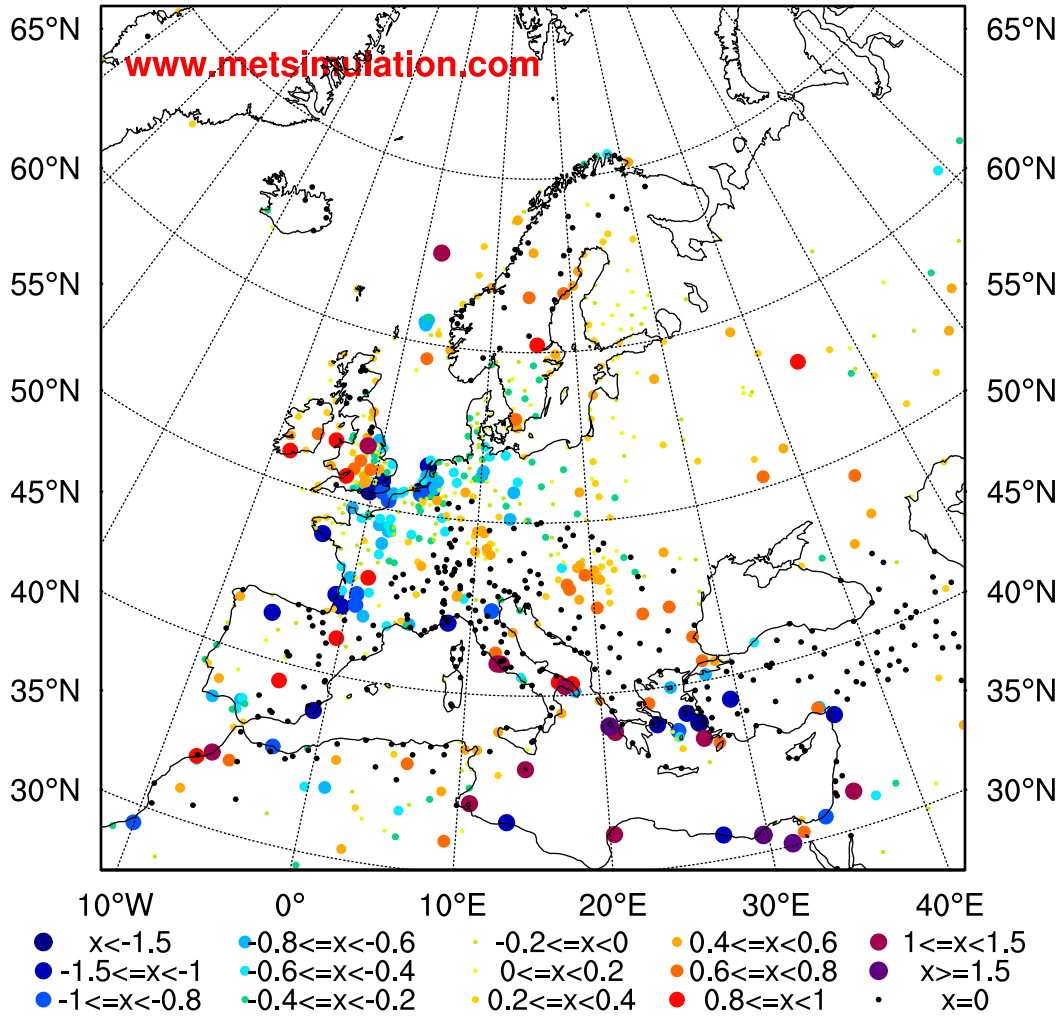 65°N 65°N
www.metsimulation.com
60°N 60°N
55°N 55°N
50°N 50°N
45°N 45°N
40°N 40°N
35°N 35°N
30°N 30°N
10°W 0° 10°E 20°E 30°E 40°E
x<-1.5 -0.8<=x<-0.6 -0.2<=x<0 0.4<=x<0.6 1<=x<1.5
-1.5<=x<-1 -0.6<=x<-0.4 0<=x<0.2 0.6<=x<0.8 x>=1.5
-1<=x<-0.8 -0.4<=x<-0.2 0.2<=x<0.4 0.8<=x<1 x=0